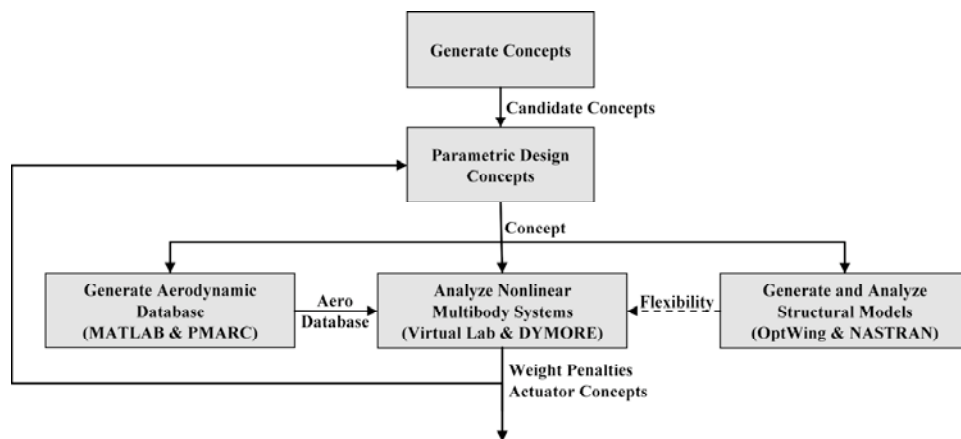 Generate Concepts
Candidate Concepts
Parametric Design
Concepts
Concept
Generate Aerodynamic
Database
(MATLAB & PMARC)
Aero
Database
Analyze Nonlinear
Multibody Systems
(Virtual Lab & DYMORE)
Flexibility
Generate and Analyze
Structural Models
(OptWing & NASTRAN)
Weight Penalties
Actuator Concepts